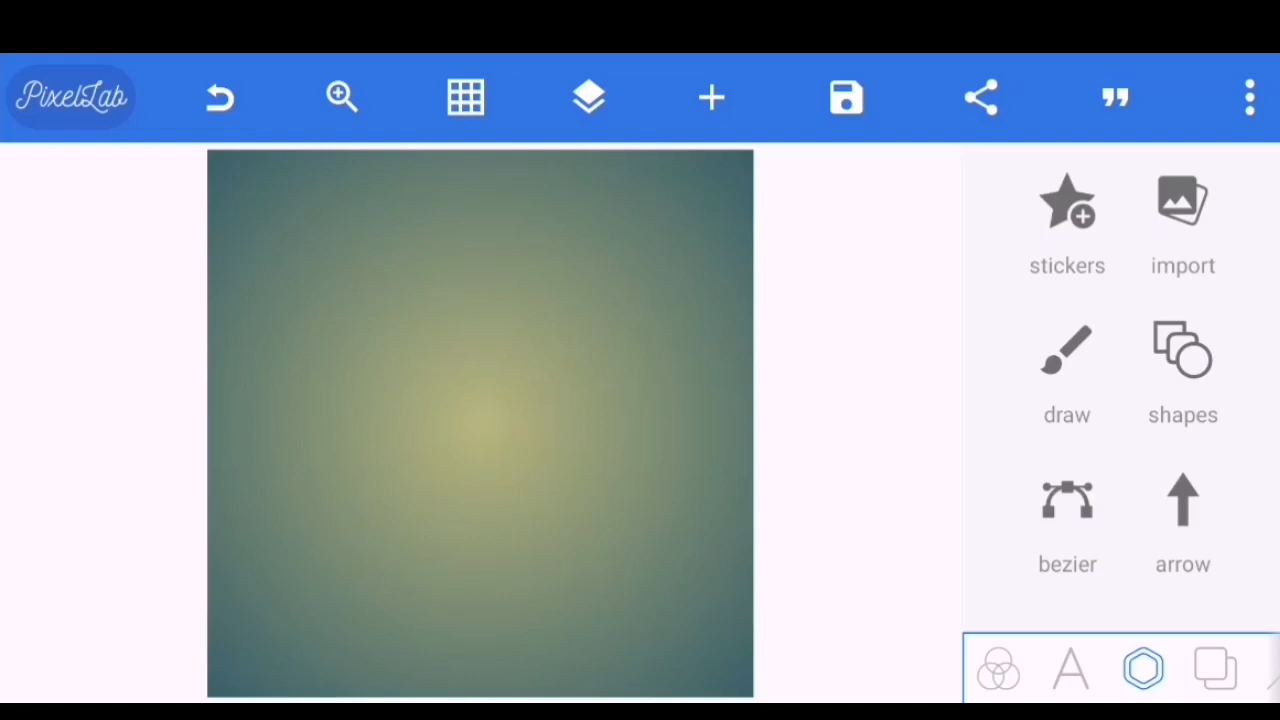 PixelLab
stickers
import
draw
shapes
bezier
arrow